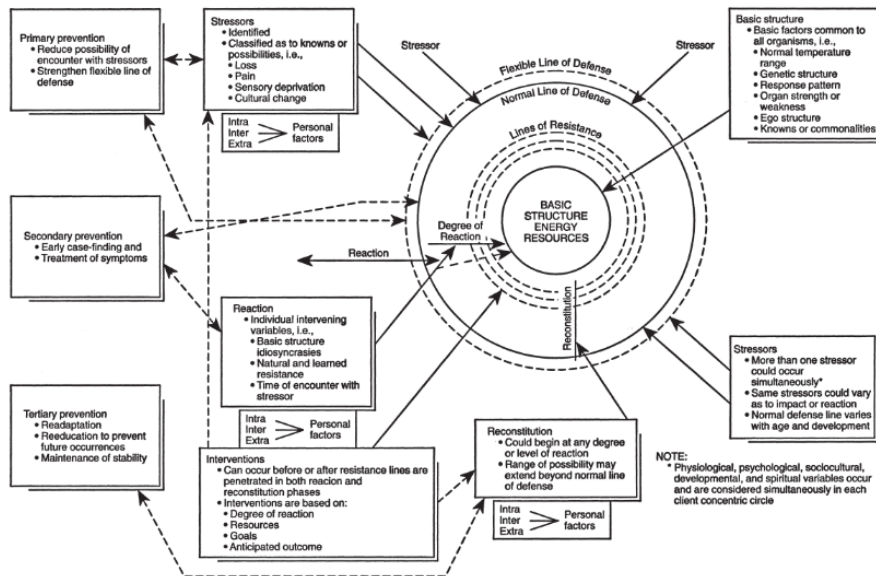 Primary prevention
• Reduce possibility of
encounter with stressors
• Strengthen flexible line of
defense
Stressors
• Identified
• Classified as to knowns or
possibilities, i.e.,
• Loss
• Pain
• Sensory deprivation
• Cultural change
Intra
Inter
Extra
Personal
factors
Stressor
Stressor
Basic structure
• Basic factors common to
all organisms, i.e.,
• Normal temperature
range
• Genetic structure
• Response pattern
• Organ strength or
weakness
• Ego structure
• Knowns or commonalities
Flexible Line of Defense
Normal Line of Defense
Lines of Resistance
BASIC
STRUCTURE
ENERGY
RESOURCES
Degree of
Reaction
Reaction
Reconstitution
Secondary prevention
• Early case-finding and
• Treatment of symptoms
Reaction
• Individual intervening
variables, i.e.,
• Basic structure
idiosyncrasies
• Natural and learned
resistance
• Time of encounter with
stressor
Intra
Inter
Extra
Personal
factors
Stressors
• More than one stressor
could occur
simultaneously*
• Same stressors could vary
as to impact or reaction
• Normal defense line varies
with age and development
Tertiary prevention
• Readaptation
• Reeducation to prevent
future occurrences
• Maintenance of stability
Interventions
• Can occur before or after resistance lines are
penetrated in both reacion and
reconstitution phases
• Interventions are based on:
• Degree of reaction
• Resources
• Goals
• Anticipated outcome
Reconstitution
• Could begin at any degree
or level of reaction
• Range of possibility may
extend beyond normal line
of defense
Intra
Inter
Extra
Personal
factors
NOTE:
* Physiological, psychological, sociocultural,
developmental, and spiritual variables occur
and are considered simultaneously in each
client concentric circle